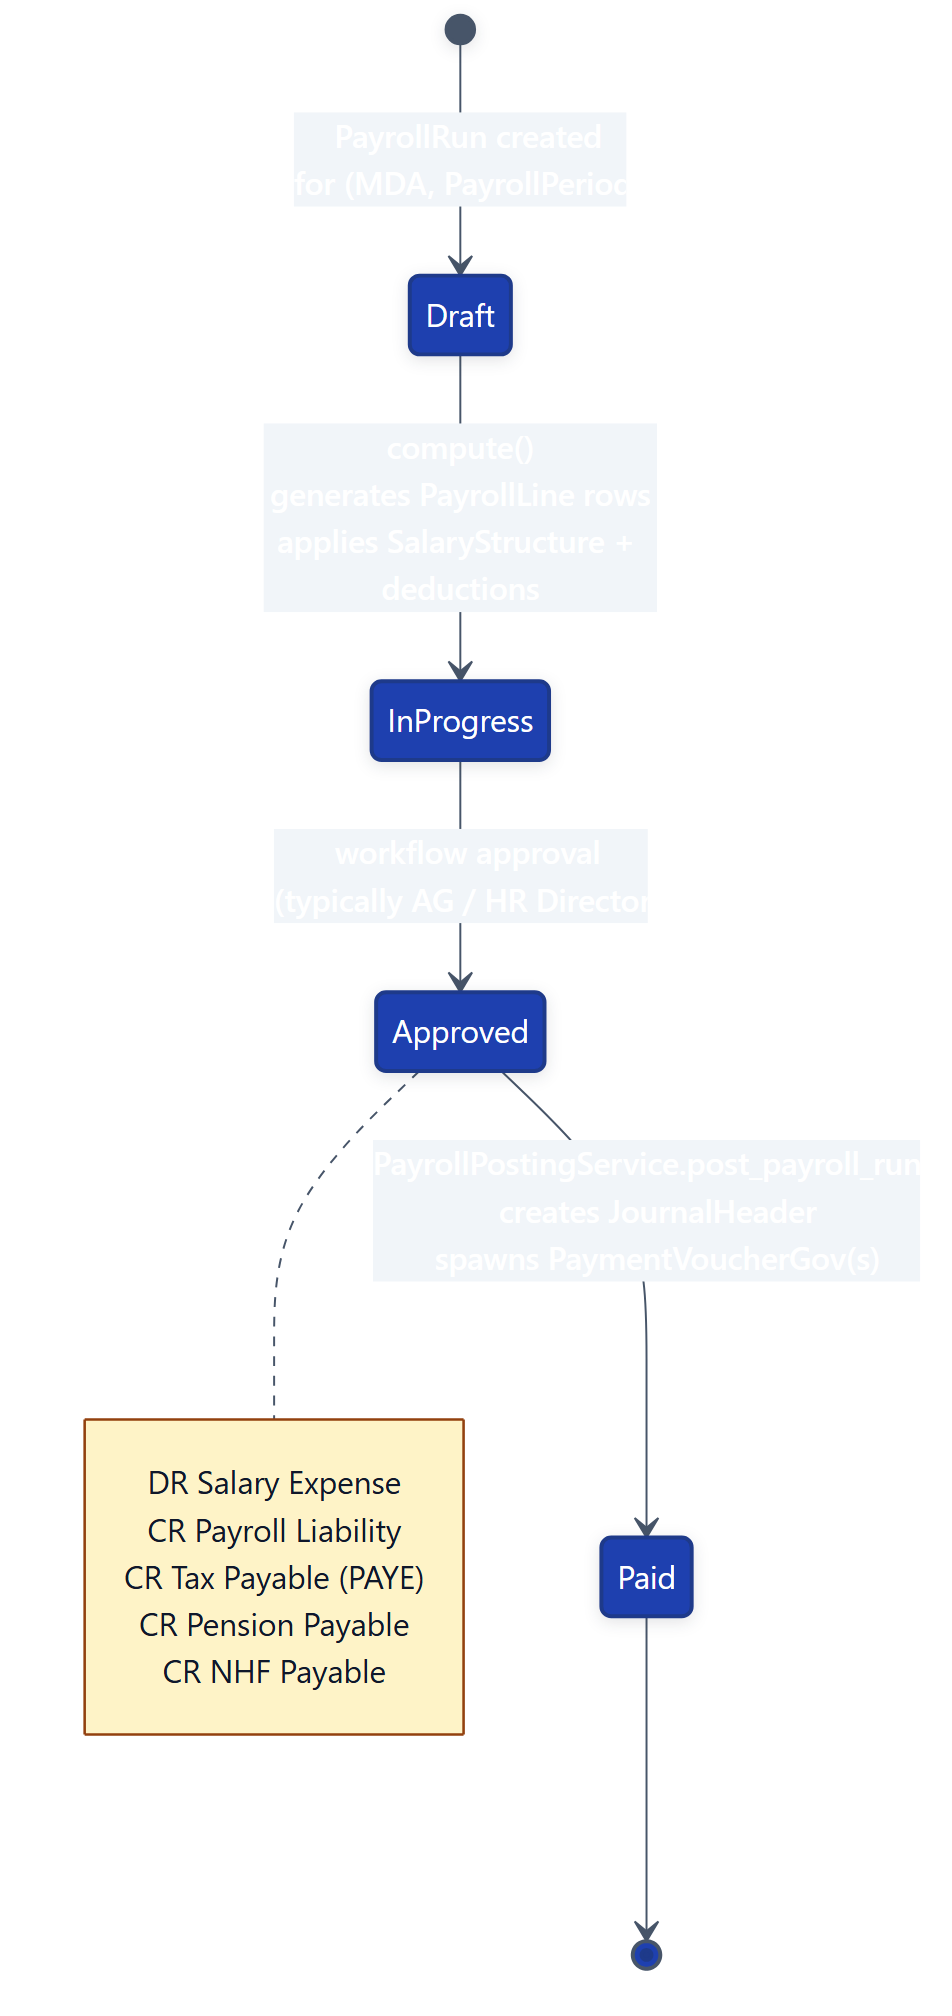 PayrollRun created
for (MDA, PayrollPeriod
Draft
compute()
generates PayrollLine rows
applies SalaryStructure +
deductions
InProgress
workflow approval
(typically AG / HR Director
Approved
PayrollPostingService.post_payroll_run
creates JournalHeader
spawns PaymentVoucherGov(s)
DR Salary Expense
CR Payroll Liability
CR Tax Payable (PAYE)
CR Pension Payable
CR NHF Payable
Paid